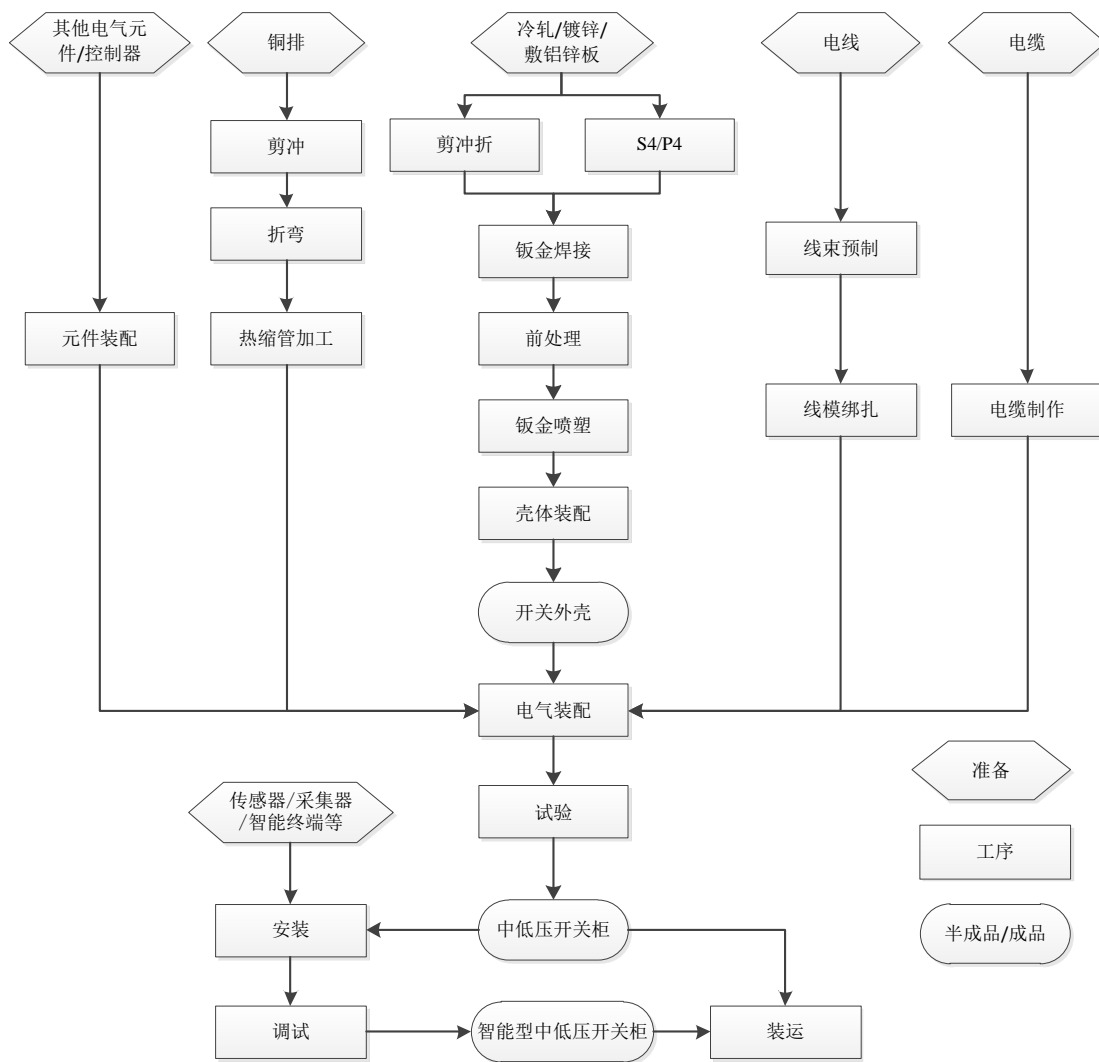 其他电气元
件/控制器
铜排
冷轧/镀锌/
敷铝锌板
电线
电缆
剪冲
剪冲折
S4/P4
折弯
钣金焊接
线束预制
元件装配
热缩管加工
前处理
钣金喷塑
线模绑扎
电缆制作
壳体装配
开关外壳
电气装配
准备
传感器/采集器
/智能终端等
试验
工序
安装
中低压开关柜
半成品/成品
调试
智能型中低压开关柜
装运